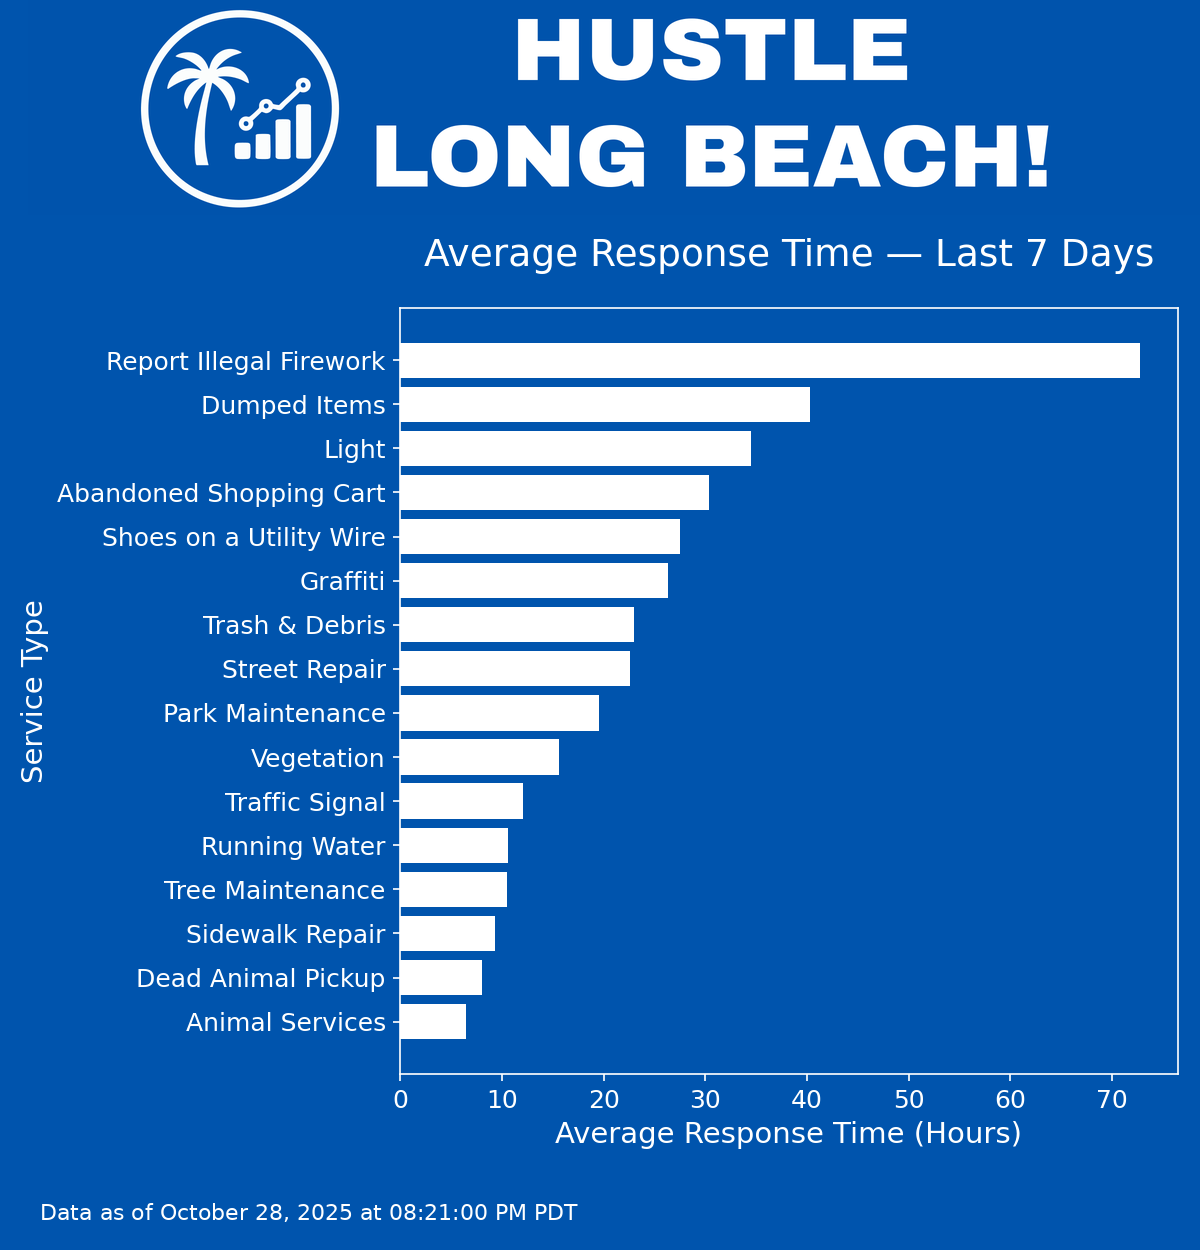 HUSTLE
LONG BEACH!
Average Response Time — Last 7 Days
Report Illegal Firework
Dumped Items
Light
Abandoned Shopping Cart
Shoes on a Utility Wire
Graffiti
Trash & Debris
Street Repair
Park Maintenance
Vegetation
Traffic Signal
Running Water
Tree Maintenance
Sidewalk Repair
Dead Animal Pickup
Animal Services
Service Type
0 10 20 30 40 50 60 70
Average Response Time (Hours)
Data as of October 28, 2025 at 08:21:00 PM PDT